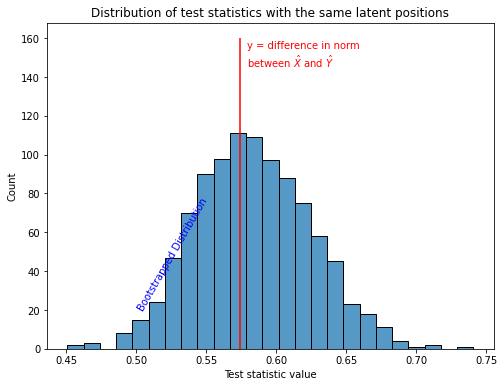 Distribution of test statistics with the same latent positions
160
140
120
100
80
60
40
20
0
Count
y = difference in norm
between X̂ and Ŷ
Bootstrapped Distribution
0.45 0.50 0.55 0.60 0.65 0.70 0.75
Test statistic value